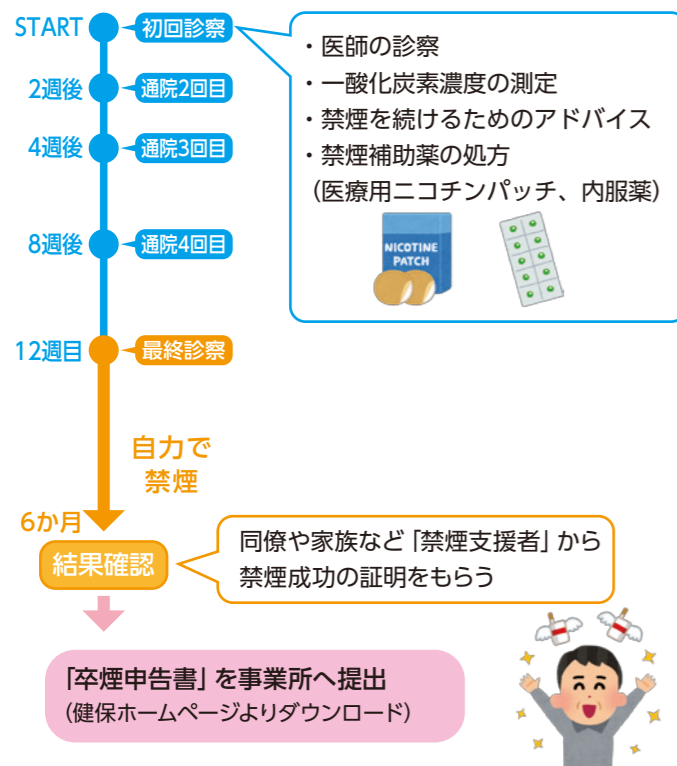 START
初回診察
・医師の診察
・一酸化炭素濃度の測定
・禁煙を続けるためのアドバイス
・禁煙補助薬の処方
（医療用ニコチンパッチ、内服薬）
NICOTINE
PATCH
2週後
通院2回目
4週後
通院3回目
8週後
通院4回目
12週目
最終診察
自力で
禁煙
6か月
結果確認
同僚や家族など「禁煙支援者」から
禁煙成功の証明をもらう
「卒煙申告書」を事業所へ提出
（健保ホームページよりダウンロード）